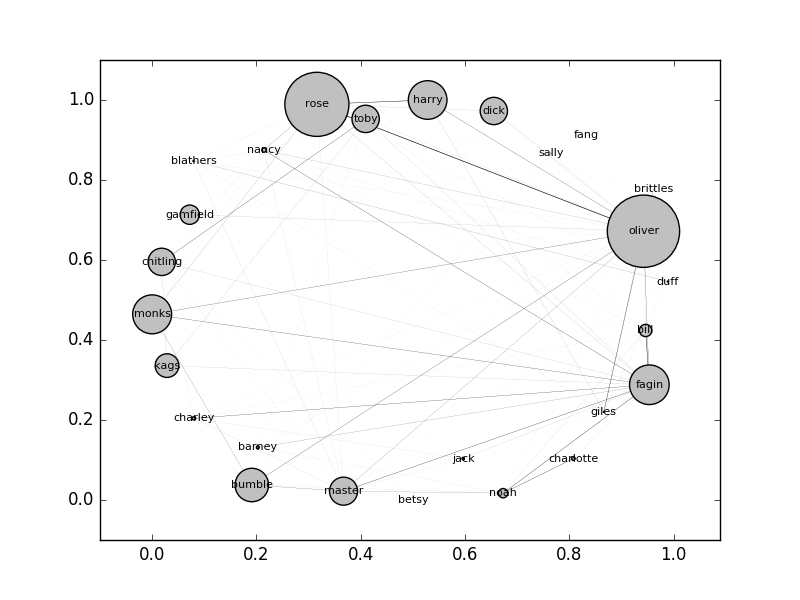 1.0
0.8
0.6
0.4
0.2
0.0
rose
harry
toby
dick
fang
sally
nancy
blathers
brittles
gamfield
oliver
chitling
duff
monks
bill
kags
fagin
charley
giles
barney
jack
charlotte
bumble
master
betsy
noah
0.0 0.2 0.4 0.6 0.8 1.0